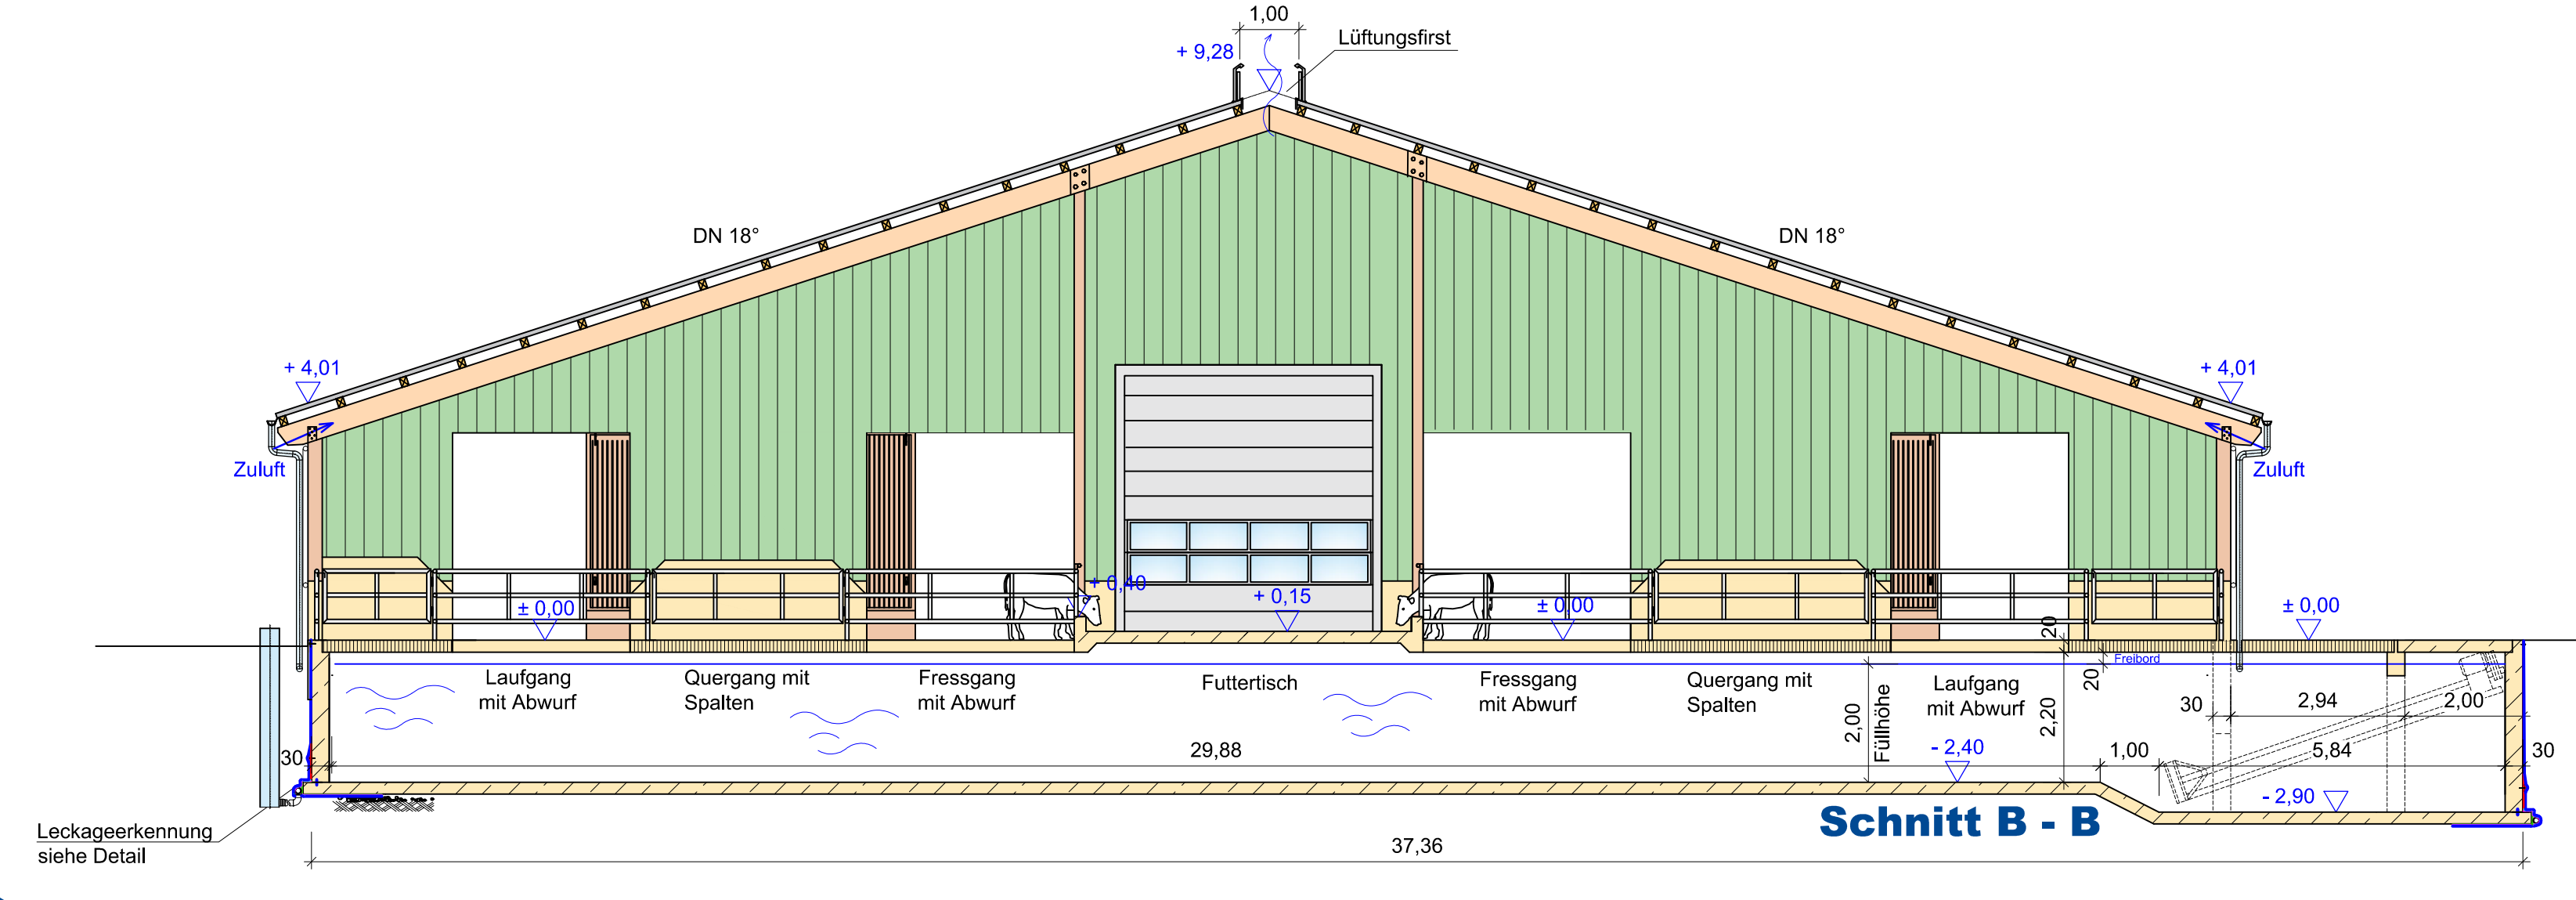 1,00
Lüftungsfirst
+ 9,28
DN 18°
DN 18°
+ 4,01
+ 4,01
Zuluft
Zuluft
+ 0,40
+ 0,15
± 0,00
± 0,00
± 0,00
20
Freibord
20
Laufgang
mit Abwurf
Quergang mit
Spalten
Fressgang
mit Abwurf
Futtertisch
Fressgang
mit Abwurf
Quergang mit
Spalten
Laufgang
mit Abwurf
2,00
Füllhöhe
2,20
30
2,94
2,00
30
29,88
- 2,40
1,00
5,84
30
- 2,90
Schnitt B - B
Leckageerkennung
siehe Detail
37,36